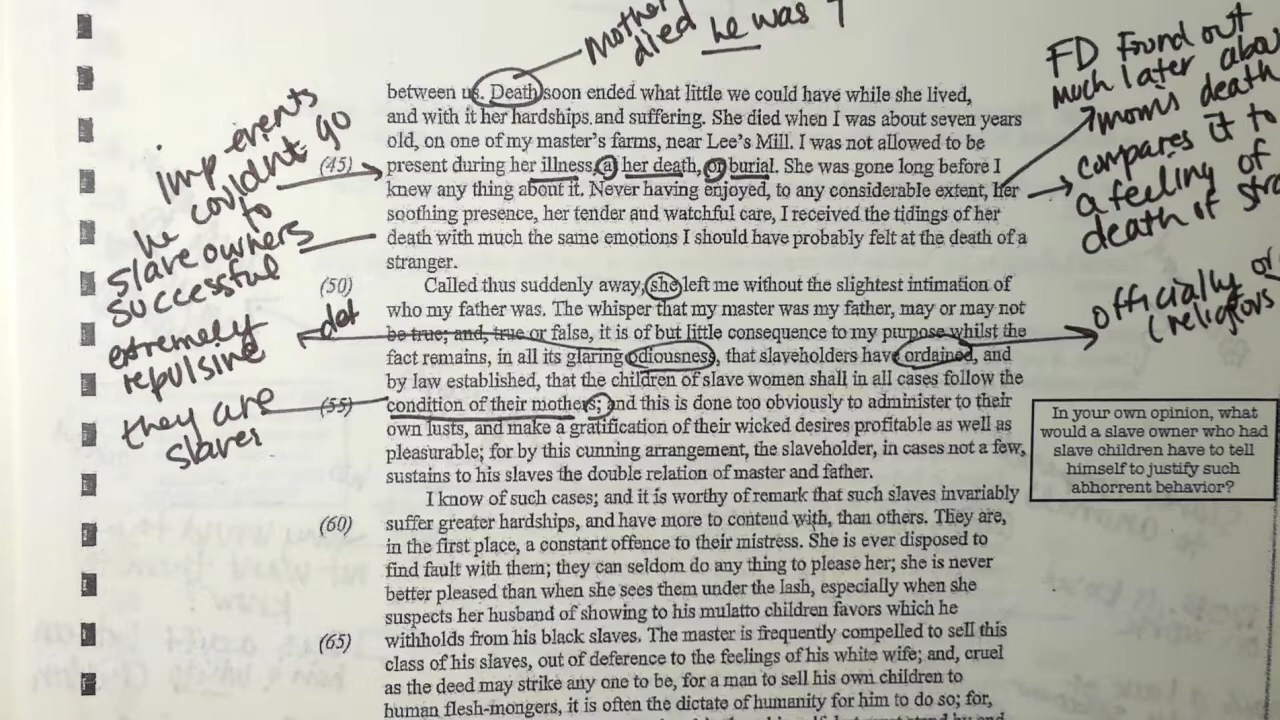 Mother
died he was 7
FD Found out
much later
mom's death
compares it to
a feeling of
death of
officially
(religious
imp events
he couldn't go
to
slave owners
successful
extremely
repulsive
def
they are
slaves
between us. Death soon ended what little we could have while she lived,
and with it her hardships and suffering. She died when I was about seven years
old, on one of my master's farms, near Lee's Mill. I was not allowed to be
(45) present during her illness, her death, or burial. She was gone long before I
knew any thing about it. Never having enjoyed, to any considerable extent, her
soothing presence, her tender and watchful care, I received the tidings of her
death with much the same emotions I should have probably felt at the death of a
stranger.
(50) Called thus suddenly away, she left me without the slightest intimation of
who my father was. The whisper that my master was my father, may or may not
be true; and, true or false, it is of but little consequence to my purpose whilst the
fact remains, in all its glaring odiousness, that slaveholders have ordained, and
by law established, that the children of slave women shall in all cases follow the
(55) condition of their mothers; and this is done too obviously to administer to their
own lusts, and make a gratification of their wicked desires profitable as well as
pleasurable; for by this cunning arrangement, the slaveholder, in cases not a few,
sustains to his slaves the double relation of master and father.
I know of such cases; and it is worthy of remark that such slaves invariably
(60) suffer greater hardships, and have more to contend with, than others. They are,
in the first place, a constant offence to their mistress. She is ever disposed to
find fault with them; they can seldom do any thing to please her; she is never
better pleased than when she sees them under the lash, especially when she
suspects her husband of showing to his mulatto children favors which he
(65) withholds from his black slaves. The master is frequently compelled to sell this
class of his slaves, out of deference to the feelings of his white wife; and, cruel
as the deed may strike any one to be, for a man to sell his own children to
human flesh-mongers, it is often the dictate of humanity for him to do so; for,
In your own opinion, what
would a slave owner who had
slave children have to tell
himself to justify such
abhorrent behavior?